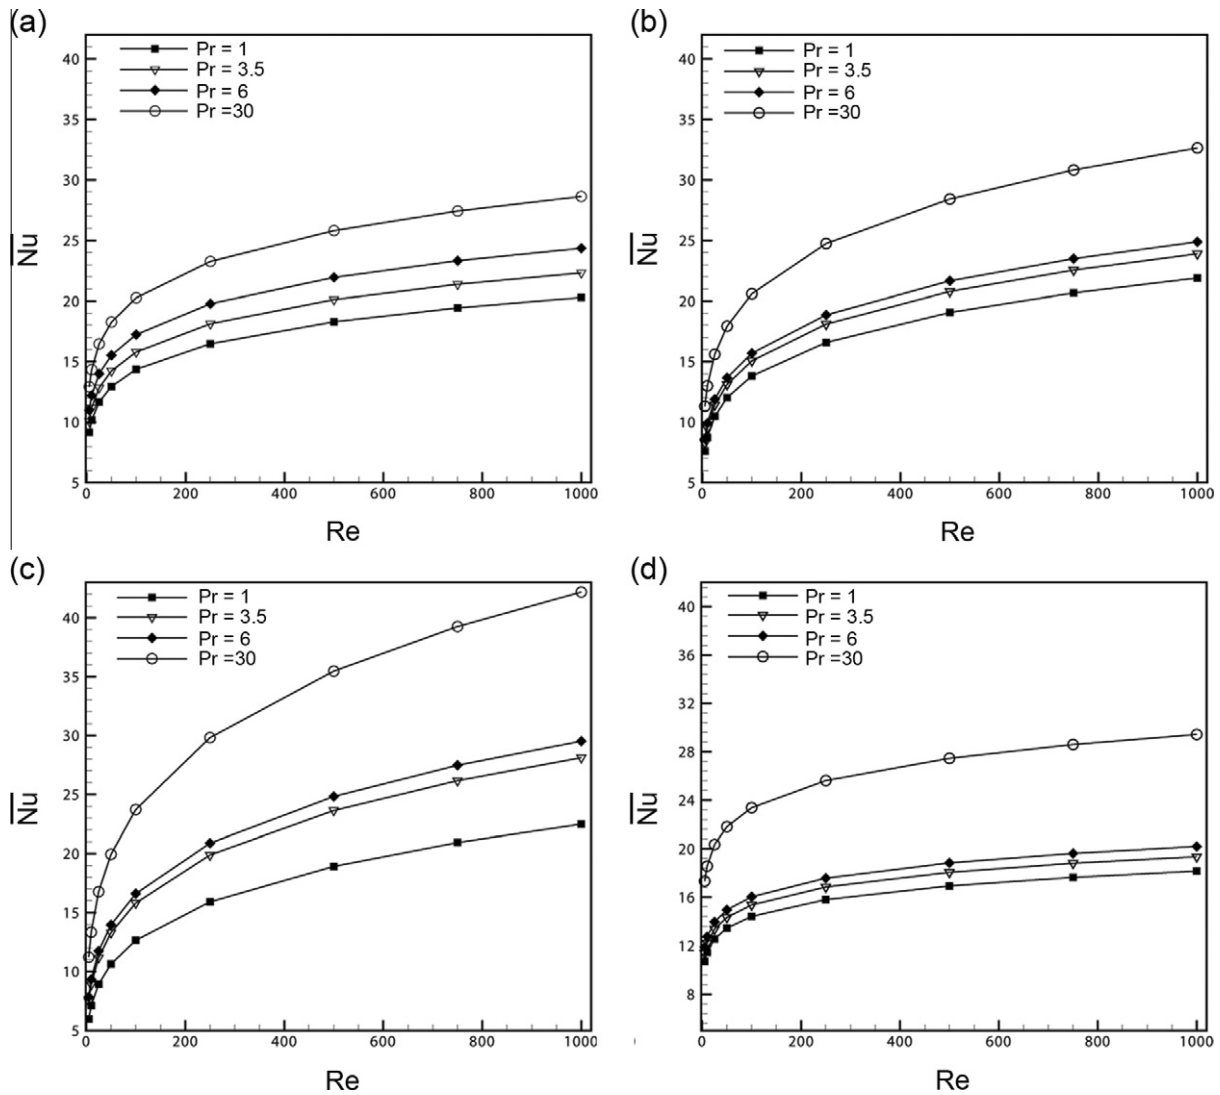 (a)
Pr = 1
Pr = 3.5
Pr = 6
Pr =30
40
35
30
25
20
15
10
5
0
200
400
600
800
1000
Nu
Re
(b)
Pr = 1
Pr = 3.5
Pr = 6
Pr =30
40
35
30
25
20
15
10
5
0
200
400
600
800
1000
Nu
Re
(c)
Pr = 1
Pr = 3.5
Pr = 6
Pr =30
40
35
30
25
20
15
10
5
0
200
400
600
800
1000
Nu
Re
(d)
Pr = 1
Pr = 3.5
Pr = 6
Pr =30
40
36
32
28
24
20
16
12
8
0
200
400
600
800
1000
Nu
Re